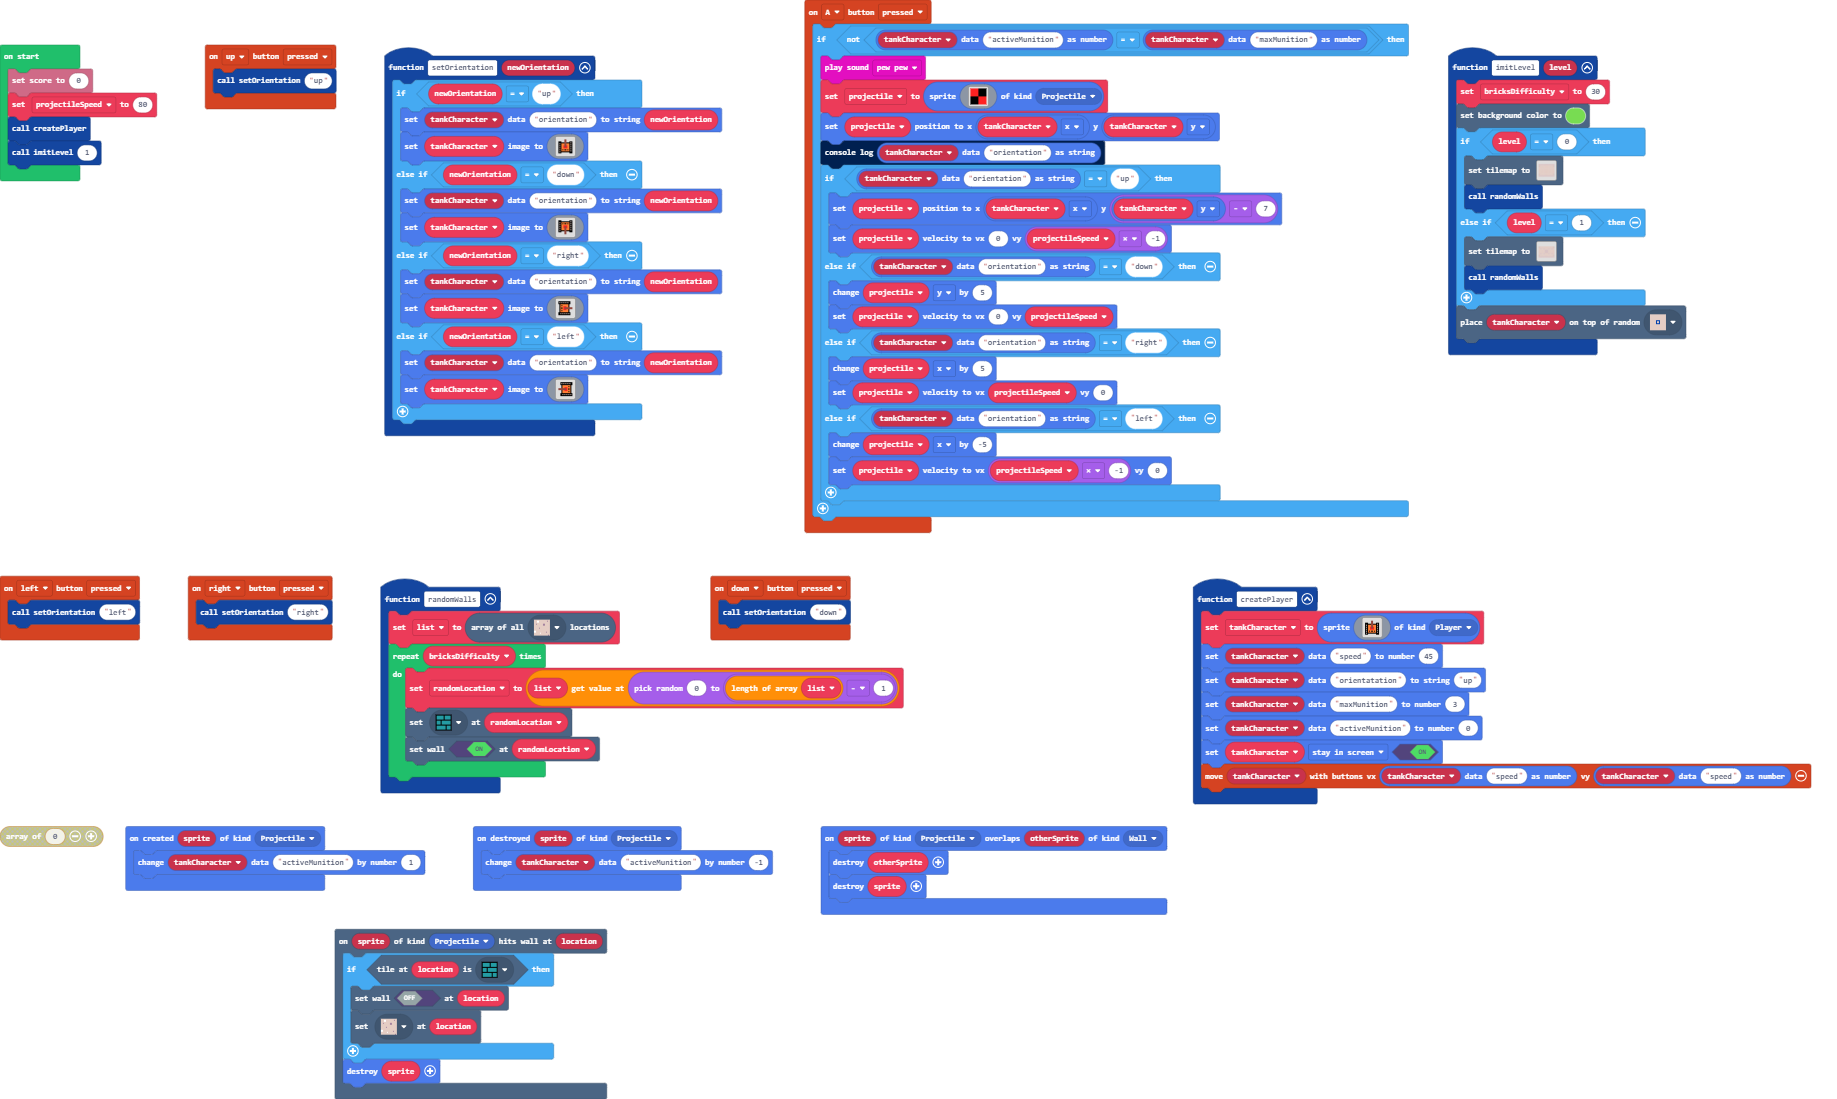 on start
set score to 0
set projectileSpeed to 80
call createPlayer
call imitLevel 1
on up button pressed
call setOrientation "up"
function setOrientation newOrientation
if newOrientation = "up" then
set tankCharacter data "orientation" to string newOrientation
set tankCharacter image to
else if newOrientation = "down" then
set tankCharacter data "orientation" to string newOrientation
set tankCharacter image to
else if newOrientation = "right" then
set tankCharacter data "orientation" to string newOrientation
set tankCharacter image to
else if newOrientation = "left" then
set tankCharacter data "orientation" to string newOrientation
set tankCharacter image to
on A button pressed
if not tankCharacter data "activeMunition" as number = tankCharacter data "maxMunition" as number then
play sound pew pew
set projectile to sprite of kind Projectile
set projectile position to x tankCharacter x y tankCharacter y
console log tankCharacter data "orientation" as string
if tankCharacter data "orientation" as string = "up" then
set projectile position to x tankCharacter x y tankCharacter y - 7
set projectile velocity to vx 0 vy projectileSpeed × -1
else if tankCharacter data "orientation" as string = "down" then
change projectile y by 5
set projectile velocity to vx 0 vy projectileSpeed
else if tankCharacter data "orientation" as string = "right" then
change projectile x by 5
set projectile velocity to vx projectileSpeed vy 0
else if tankCharacter data "orientation" as string = "left" then
change projectile x by -5
set projectile velocity to vx projectileSpeed × -1 vy 0
function imitLevel level
set bricksDifficulty to 30
set background color to
if level = 0 then
set tilemap to
call randomWalls
else if level = 1 then
set tilemap to
call randomWalls
place tankCharacter on top of random
on left button pressed
call setOrientation "left"
on right button pressed
call setOrientation "right"
function randomWalls
set list to array of all locations
repeat bricksDifficulty times
do
set randomLocation to list get value at pick random 0 to length of array list - 1
set at randomLocation
set wall ON at randomLocation
on down button pressed
call setOrientation "down"
function createPlayer
set tankCharacter to sprite of kind Player
set tankCharacter data "speed" to number 45
set tankCharacter data "orientatation" to string "up"
set tankCharacter data "maxMunition" to number 3
set tankCharacter data "activeMunition" to number 0
set tankCharacter stay in screen ON
move tankCharacter with buttons vx tankCharacter data "speed" as number vy tankCharacter data "speed" as number
array of 0
on created sprite of kind Projectile
change tankCharacter data "activeMunition" by number 1
on destroyed sprite of kind Projectile
change tankCharacter data "activeMunition" by number -1
on sprite of kind Projectile overlaps otherSprite of kind Wall
destroy otherSprite
destroy sprite
on sprite of kind Projectile hits wall at location
if tile at location is then
set wall OFF at location
set at location
destroy sprite